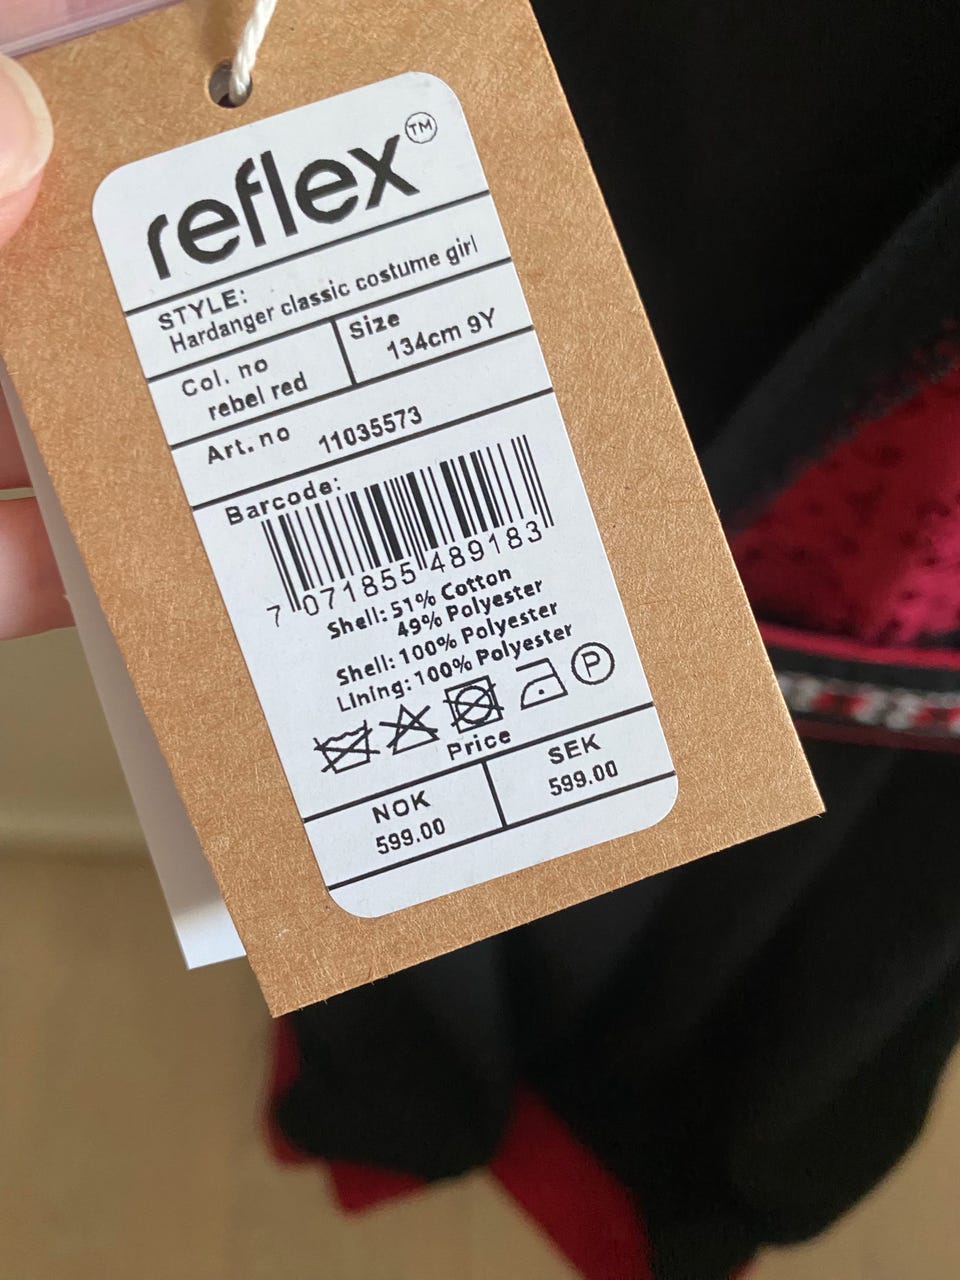 reflex™
STYLE:
Hardanger classic costume girl
Col. no
rebel red
Size
134cm 9Y
Art.no 11035573
Barcode:
7 071855 489183
Shell: 51% Cotton
49% Polyester
Shell: 100% Polyester
Lining: 100% Polyester
P
Price
NOK
599.00
SEK
599.00